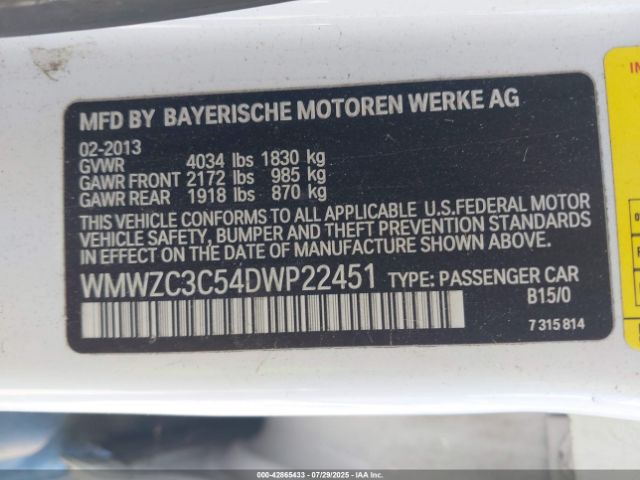 MFD BY BAYERISCHE MOTOREN WERKE AG
02-2013
GVWR 4034 lbs 1830 kg
GAWR FRONT 2172 lbs 985 kg
GAWR REAR 1918 lbs 870 kg
THIS VEHICLE CONFORMS TO ALL APPLICABLE U.S.FEDERAL MOTOR
VEHICLE SAFETY, BUMPER AND THEFT PREVENTION STANDARDS
IN EFFECT ON THE DATE OF MANUFACTURE SHOWN ABOVE.
WMWZC3C54DWP22451 TYPE: PASSENGER CAR
B15/0
7 315 814
000-42865433 - 07/29/2025 - IAAI.COM